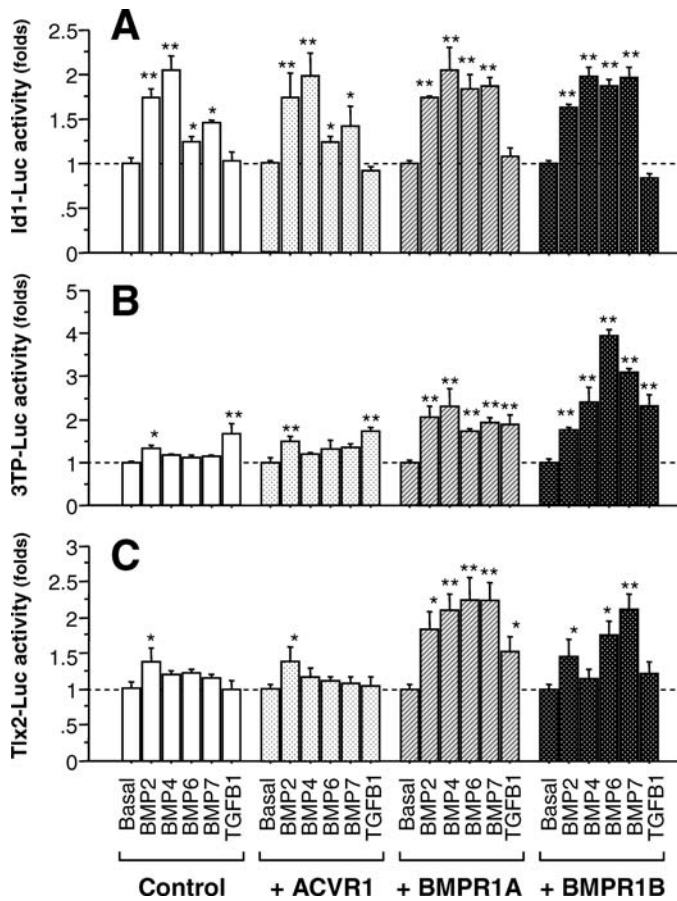 A
Id1-Luc activity (folds)
2.5
2
1.5
1
.5
0
** ** * * ** ** * * ** ** ** ** ** ** ** **
B
3TP-Luc activity (folds)
5
4
3
2
1
0
* ** ** ** ** ** ** ** ** ** ** ** ** **
C
Tlx2-Luc activity (folds)
3
2.5
2
1.5
1
.5
0
* * * ** ** ** * * * **
Basal BMP2 BMP4 BMP6 BMP7 TGFB1 Basal BMP2 BMP4 BMP6 BMP7 TGFB1 Basal BMP2 BMP4 BMP6 BMP7 TGFB1 Basal BMP2 BMP4 BMP6 BMP7 TGFB1
Control + ACVR1 + BMPR1A + BMPR1B